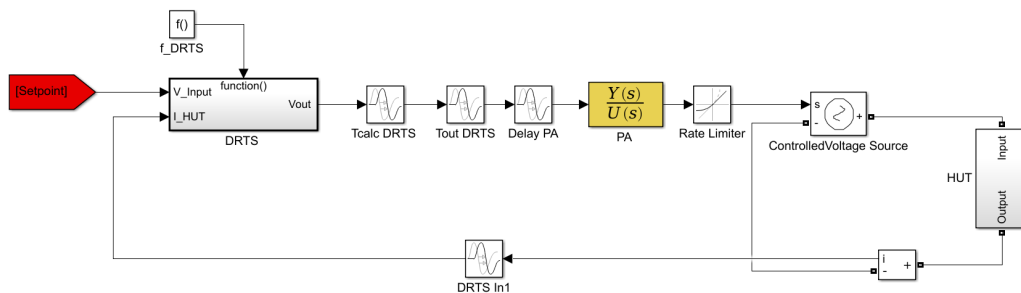 f()
f_DRTS
[Setpoint]
V_Input
function()
I_HUT
Vout
DRTS
Tcalc DRTS
Tout DRTS
Delay PA
Y(s)
U(s)
PA
Rate Limiter
s
-
+
ControlledVoltage Source
Input
HUT
Output
i
-
+
DRTS In1